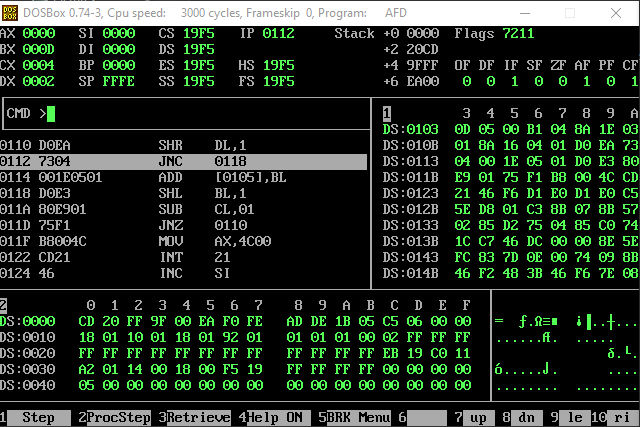 DOSBox 0.74-3, Cpu speed: 3000 cycles, Frameskip 0, Program: AFD
AX 0000 SI 0000 CS 19F5 IP 0112 Stack +0 0000 Flags 7211
BX 000D DI 0000 DS 19F5 +2 20CD
CX 0004 BP 0000 ES 19F5 HS 19F5 +4 9FFF OF DF IF SF ZF AF PF CF
DX 0002 SP FFFE SS 19F5 FS 19F5 +6 EA00 0 0 1 0 0 1 0 1
CMD >
1 3 4 5 6 7 8 9 A
DS:0103 0D 05 00 B1 04 8A 1E 03
0110 D0EA SHR DL,1 DS:010B 01 8A 16 04 01 D0 EA 73
0112 7304 JNC 0118 DS:0113 04 00 1E 05 01 D0 E3 80
0114 001E0501 ADD [0105],BL DS:011B E9 01 75 F1 B8 00 4C CD
0118 D0E3 SHL BL,1 DS:0123 21 46 F6 D1 E0 D1 E0 C5
011A 80E901 SUB CL,01 DS:012B 5E D8 01 C3 8B 07 8B 57
011D 75F1 JNZ 0110 DS:0133 02 85 D2 75 04 85 C0 74
011F B8004C MOV AX,4C00 DS:013B 1C C7 46 DC 00 00 8E 5E
0122 CD21 INT 21 DS:0143 FC 83 7D 0E 00 74 09 8B
0124 46 INC SI DS:014B 46 F2 48 3B 46 F6 7E 08
2 0 1 2 3 4 5 6 7 8 9 A B C D E F
DS:0000 CD 20 FF 9F 00 EA F0 FE AD DE 1B 05 C5 06 00 00
DS:0010 18 01 10 01 18 01 92 01 01 01 01 00 02 FF FF FF
DS:0020 FF FF FF FF FF FF FF FF FF FF FF FF EB 19 C0 11
DS:0030 A2 01 14 00 18 00 F5 19 FF FF FF FF 00 00 00 00
DS:0040 05 00 00 00 00 00 00 00 00 00 00 00 00 00 00 00
1 Step 2 ProcStep 3 Retrieve 4 Help ON 5 BRK Menu 6 7 up 8 dn 9 le 10 ri